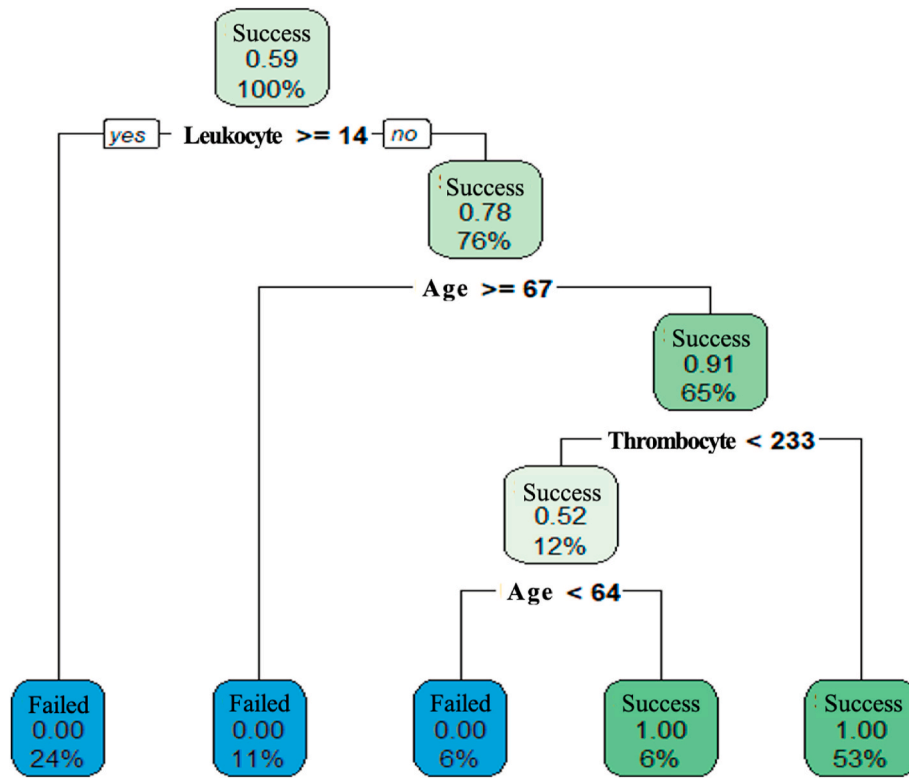 Success
0.59
100%
yes Leukocyte >= 14 no
Success
0.78
76%
Age >= 67
Success
0.91
65%
Thrombocyte < 233
Success
0.52
12%
Age < 64
Failed
0.00
24%
Failed
0.00
11%
Failed
0.00
6%
Success
1.00
6%
Success
1.00
53%